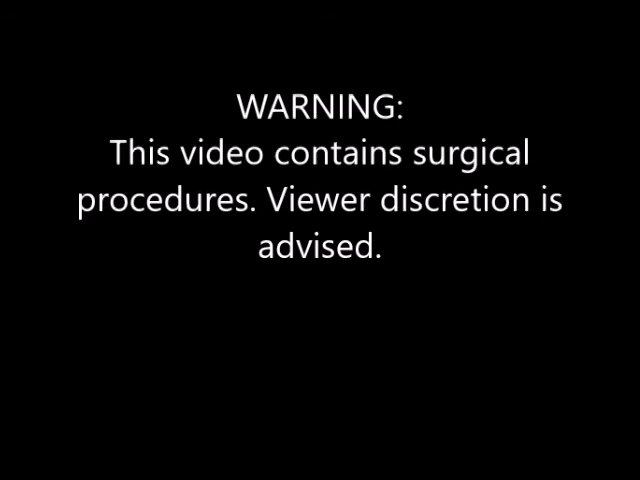 WARNING:
This video contains surgical
procedures. Viewer discretion is
advised.